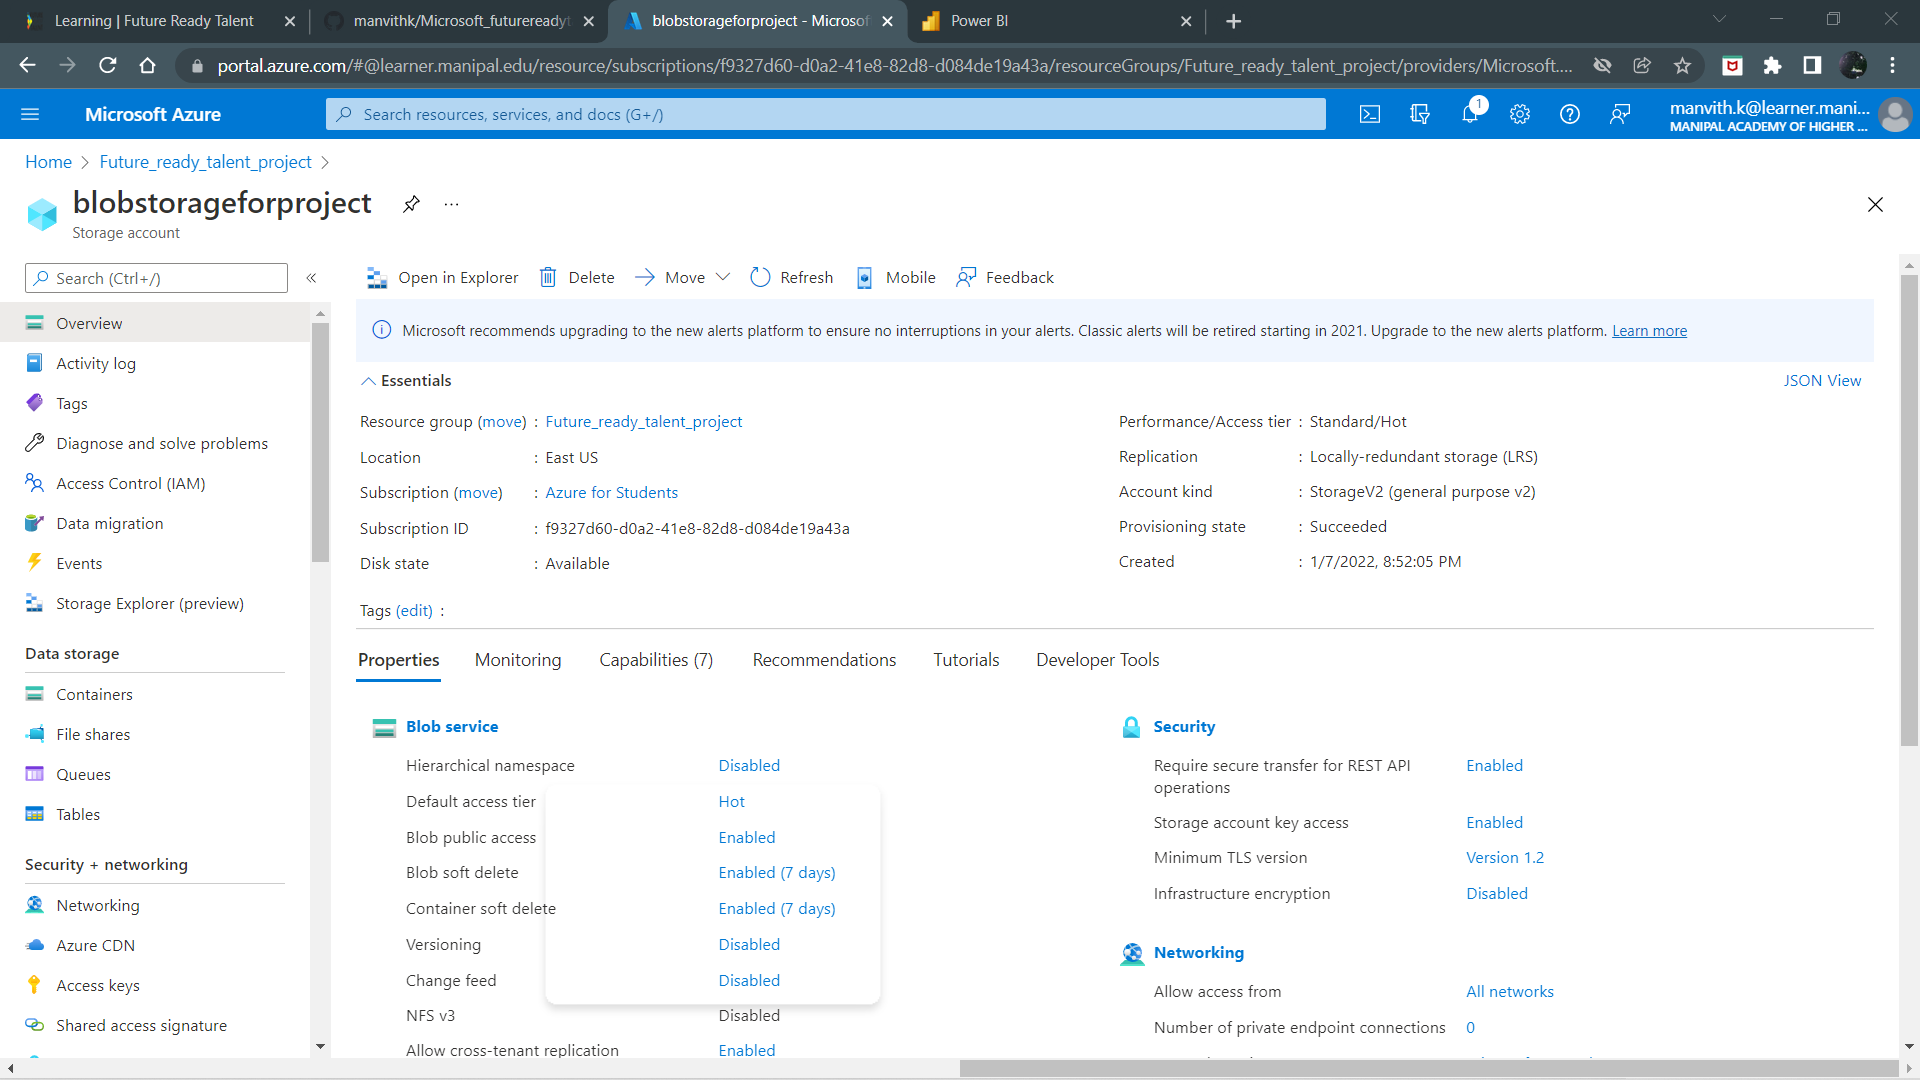 Learning | Future Ready Talent
manvithk/Microsoft_futurereadyt
blobstorageforproject - Microsof
Power BI
portal.azure.com/#@learner.manipal.edu/resource/subscriptions/f9327d60-d0a2-41e8-82d8-d084de19a43a/resourceGroups/Future_ready_talent_project/providers/Microsoft....
Microsoft Azure
Search resources, services, and docs (G+/)
1
manvith.k@learner.mani...
MANIPAL ACADEMY OF HIGHER ...
Home > Future_ready_talent_project >
blobstorageforproject
...
Storage account
Search (Ctrl+/)
«
Open in Explorer
Delete
Move
Refresh
Mobile
Feedback
Microsoft recommends upgrading to the new alerts platform to ensure no interruptions in your alerts. Classic alerts will be retired starting in 2021. Upgrade to the new alerts platform. Learn more
Overview
Activity log
Tags
Diagnose and solve problems
Access Control (IAM)
Data migration
Events
Storage Explorer (preview)
Data storage
Containers
File shares
Queues
Tables
Security + networking
Networking
Azure CDN
Access keys
Shared access signature
Essentials
JSON View
Resource group (move) : Future_ready_talent_project
Location : East US
Subscription (move) : Azure for Students
Subscription ID : f9327d60-d0a2-41e8-82d8-d084de19a43a
Disk state : Available
Performance/Access tier : Standard/Hot
Replication : Locally-redundant storage (LRS)
Account kind : StorageV2 (general purpose v2)
Provisioning state : Succeeded
Created : 1/7/2022, 8:52:05 PM
Tags (edit) :
Properties
Monitoring
Capabilities (7)
Recommendations
Tutorials
Developer Tools
Blob service
Hierarchical namespace Disabled
Default access tier Hot
Blob public access Enabled
Blob soft delete Enabled (7 days)
Container soft delete Enabled (7 days)
Versioning Disabled
Change feed Disabled
NFS v3 Disabled
Allow cross-tenant replication Enabled
Security
Require secure transfer for REST API Enabled
operations
Storage account key access Enabled
Minimum TLS version Version 1.2
Infrastructure encryption Disabled
Networking
Allow access from All networks
Number of private endpoint connections 0